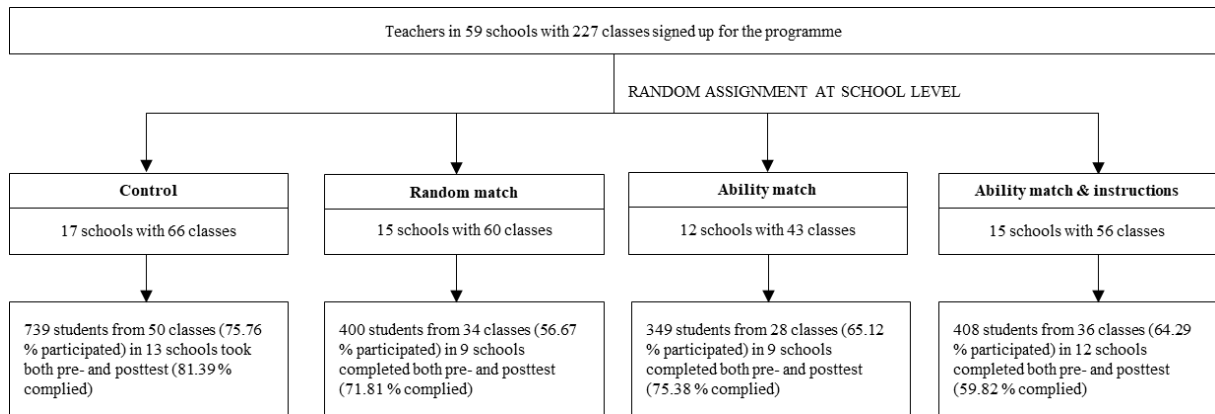 Teachers in 59 schools with 227 classes signed up for the programme
RANDOM ASSIGNMENT AT SCHOOL LEVEL
Control
17 schools with 66 classes
Random match
15 schools with 60 classes
Ability match
12 schools with 43 classes
Ability match & instructions
15 schools with 56 classes
739 students from 50 classes (75.76
% participated) in 13 schools took
both pre- and posttest (81.39 %
complied)
400 students from 34 classes (56.67
% participated) in 9 schools
completed both pre- and posttest
(71.81 % complied)
349 students from 28 classes (65.12
% participated) in 9 schools
completed both pre- and posttest
(75.38 % complied)
408 students from 36 classes (64.29
% participated) in 12 schools
completed both pre- and posttest
(59.82 % complied)